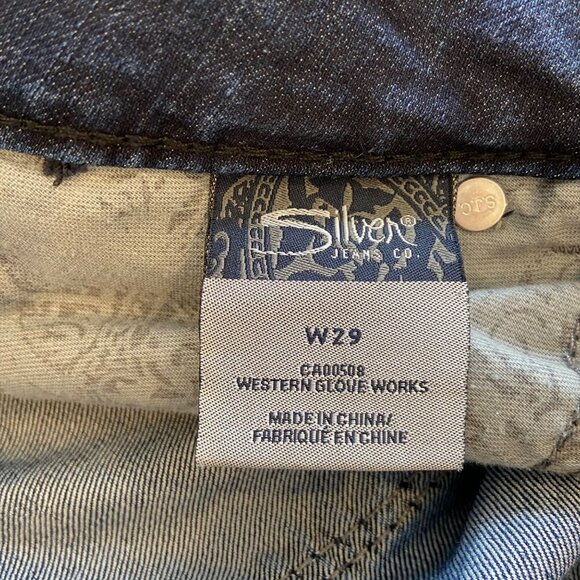 Silver®
JEANS CO.
W29
CA00508
WESTERN GLOVE WORKS
MADE IN CHINA/
FABRIQUÉ EN CHINE